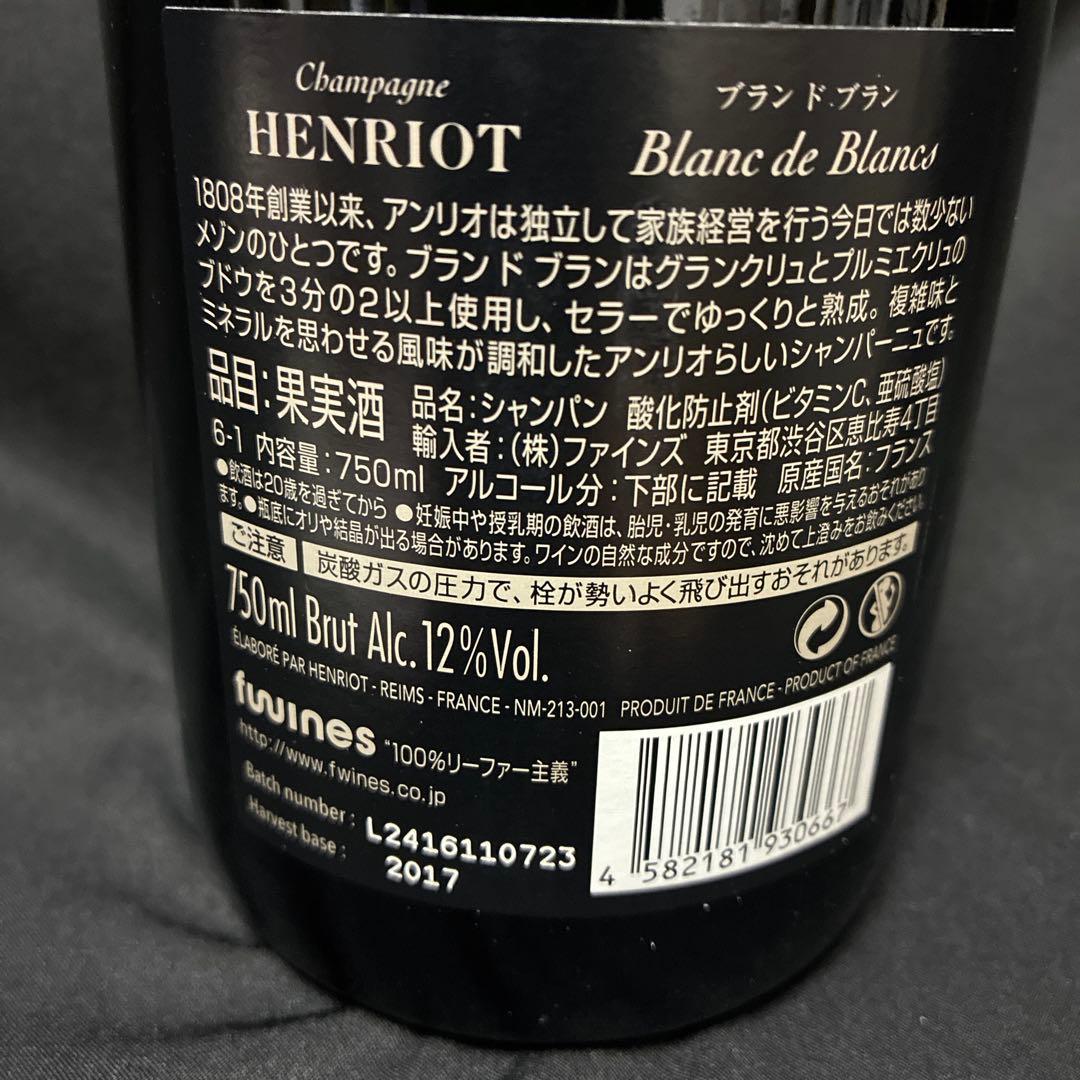 Champagne
HENRIOT
ブラン ド ブラン
Blanc de Blancs
1808年創業以来、アンリオは独立して家族経営を行う今日では数少ない
メゾンのひとつです。ブラン ド ブランはグランクリュとプルミエクリュの
ブドウを3分の2以上使用し、セラーでゆっくりと熟成。複雑味と
ミネラルを思わせる風味が調和したアンリオらしいシャンパーニュです。
品目:果実酒 品名:シャンパン 酸化防止剤(ビタミンC、亜硫酸塩)
輸入者:(株)ファインズ 東京都渋谷区恵比寿4丁目
6-1 内容量:750ml アルコール分:下部に記載 原産国名:フランス
●飲酒は20歳を過ぎてから ●妊娠中や授乳期の飲酒は、胎児・乳児の発育に悪影響を与えるおそれがあり
ます。●瓶底にオリや結晶が出る場合があります。ワインの自然な成分ですので、沈めて上澄みをお飲みください。
ご注意 炭酸ガスの圧力で、栓が勢いよく飛び出すおそれがあります。
750ml Brut Alc. 12%Vol.
ÉLABORÉ PAR HENRIOT - REIMS - FRANCE - NM-213-001 PRODUIT DE FRANCE - PRODUCT OF FRANCE
fwines "100%リーファー主義"
http://www.fwines.co.jp
Batch number : L2416110723
Harvest base : 2017
4 582181 930667